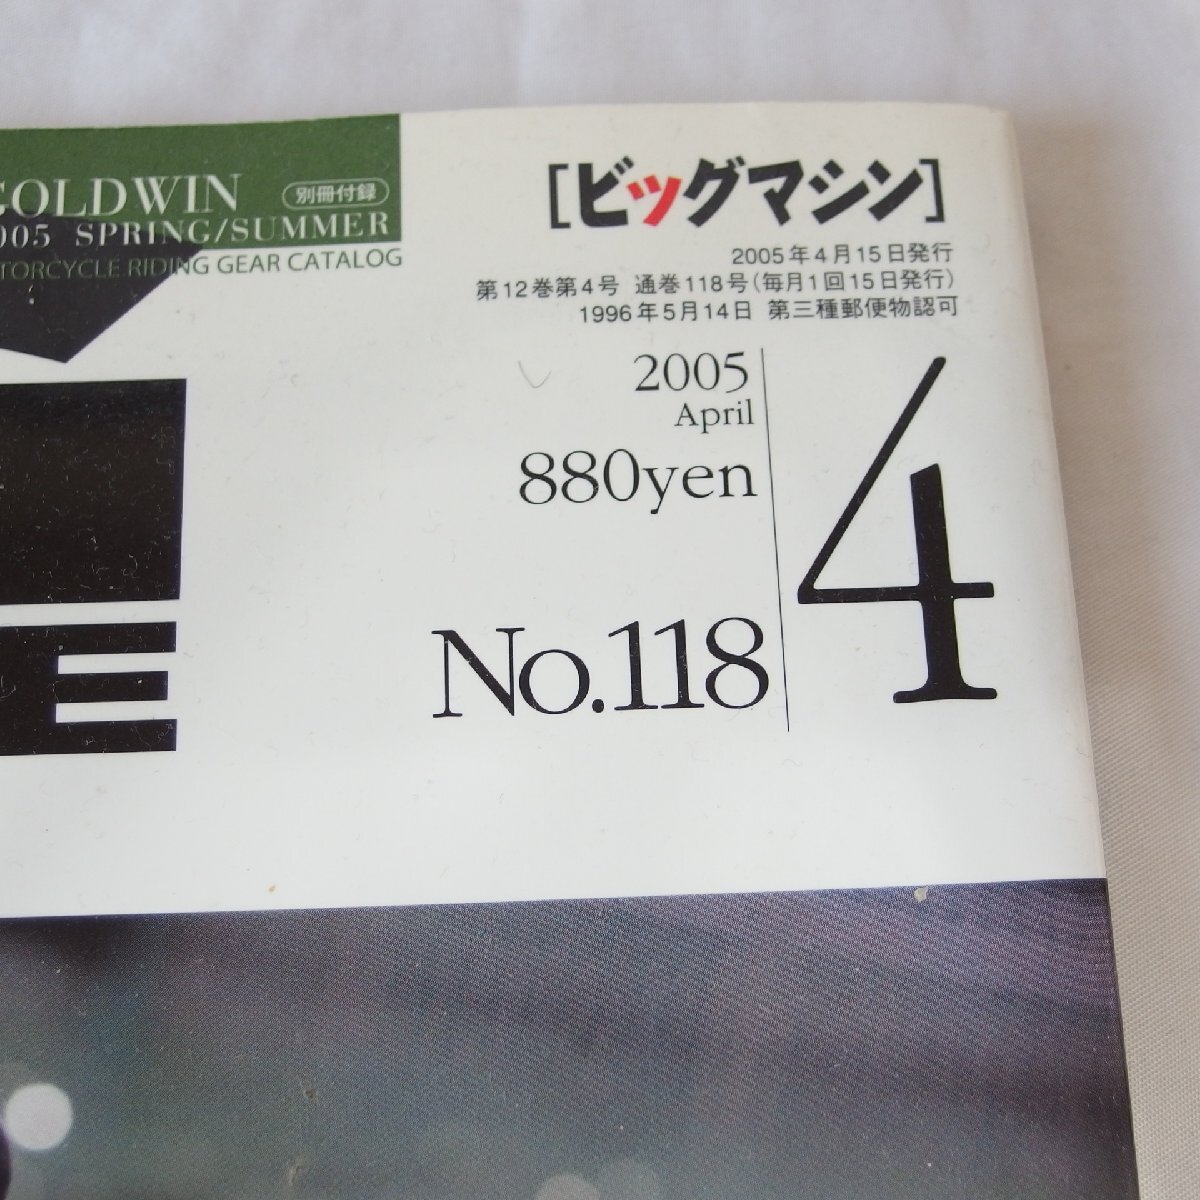 GOLDWIN 別冊付録
2005 SPRING/SUMMER
MOTORCYCLE RIDING GEAR CATALOG
[ビッグマシン]
2005年4月15日発行
第12巻第4号 通巻118号(毎月1回15日発行)
1996年5月14日 第三種郵便物認可
2005
April
880yen
No.118
4
E